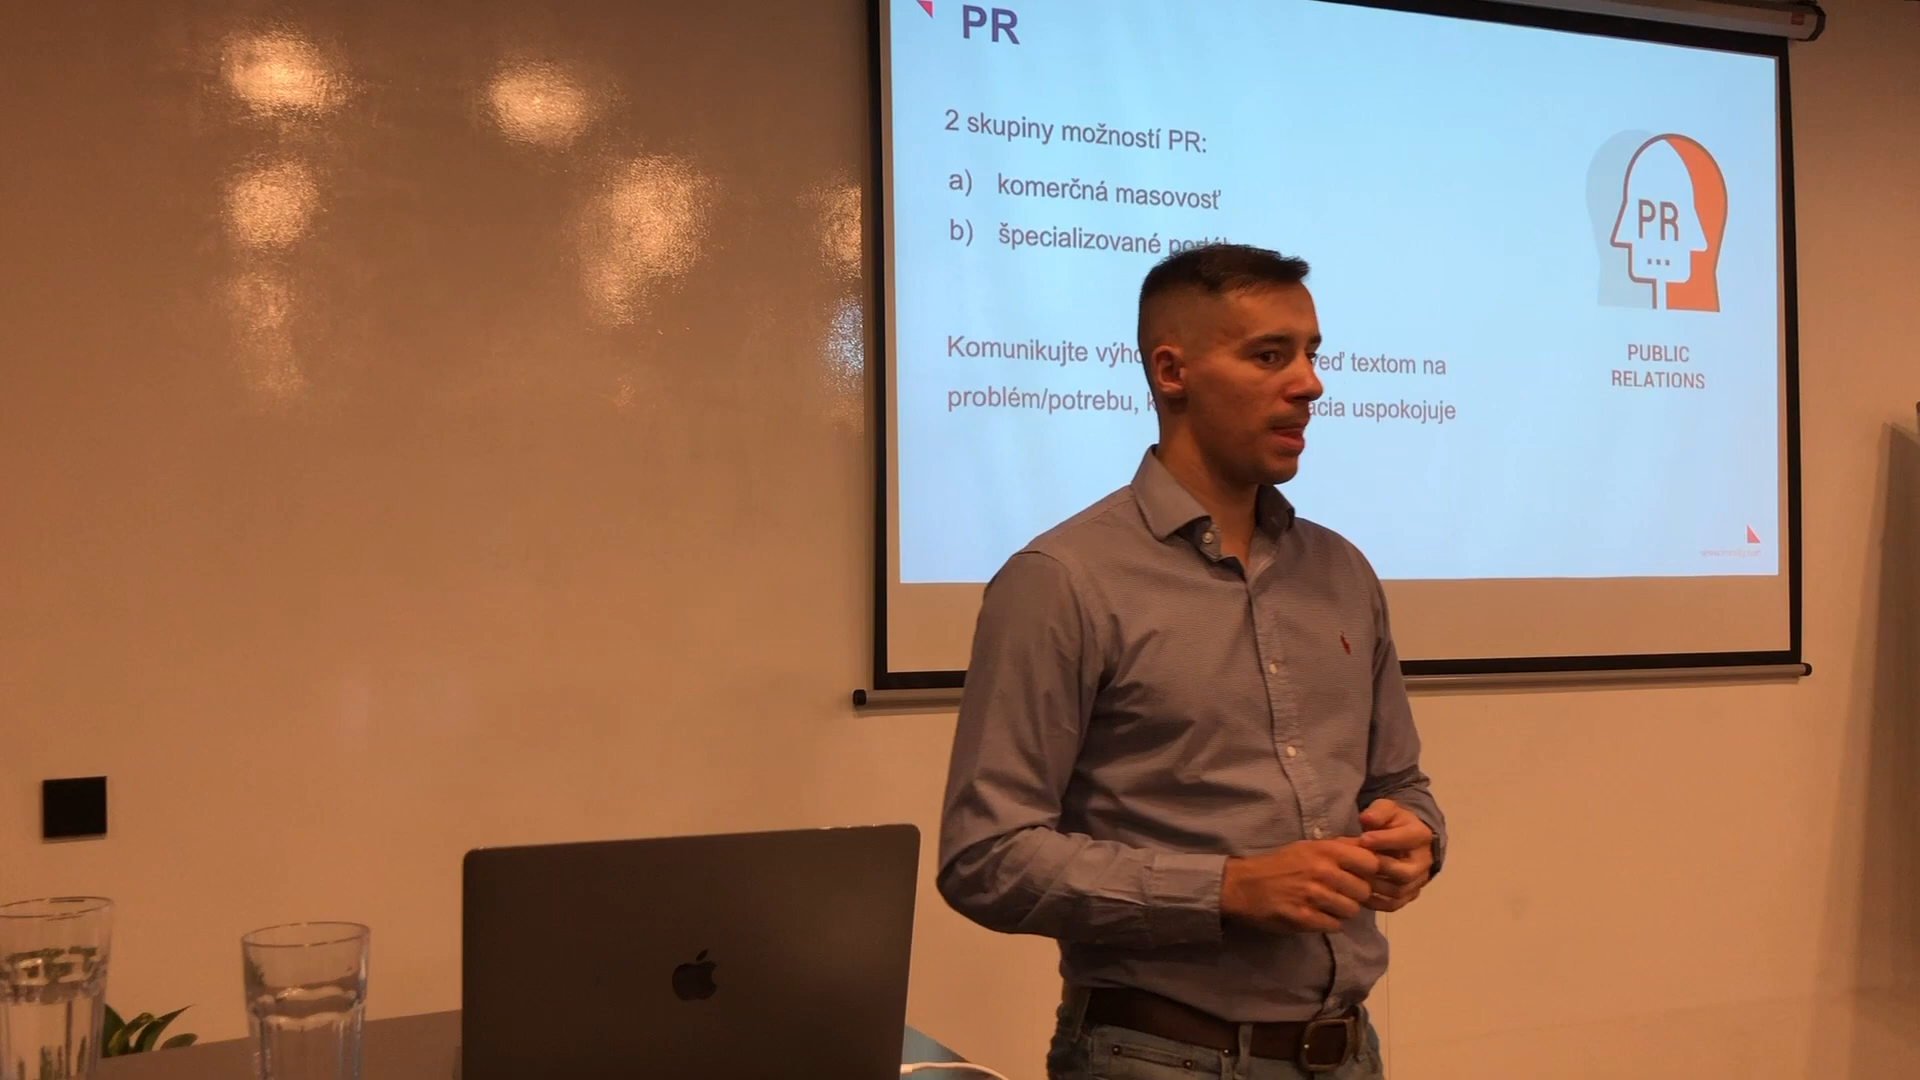 PR
2 skupiny možností PR:
a) komerčná masovosť
b) špecializované
Komunikujte textom na
problém/potrebu, uspokojuje
PR
PUBLIC
RELATIONS